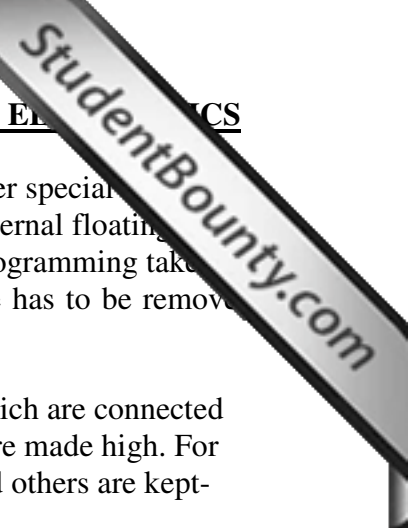 StudentBounty.com
EL ICS
er special
ernal floating
ogramming take
has to be remov
ich are connected
re made high. For
d others are kept-